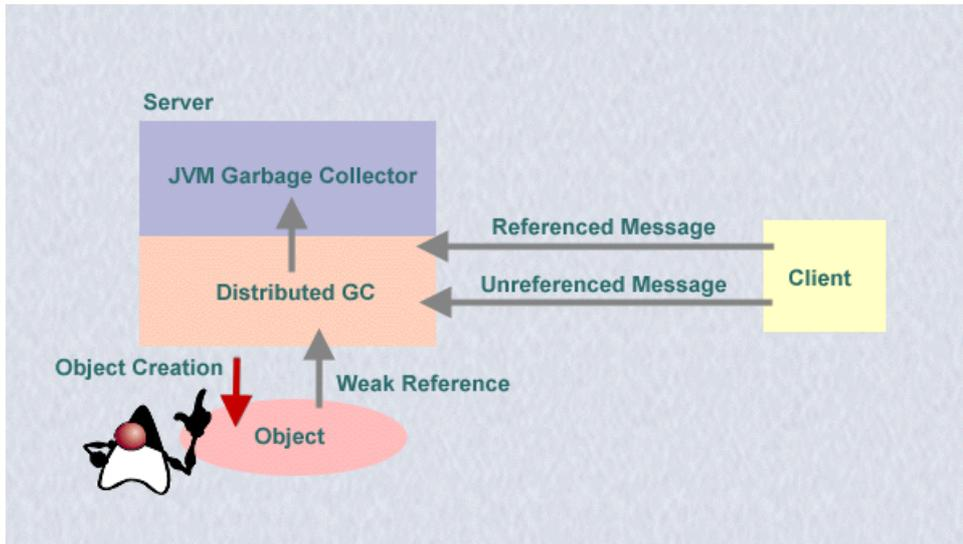 Server
JVM Garbage Collector
Referenced Message
Client
Unreferenced Message
Distributed GC
Object Creation
Weak Reference
Object